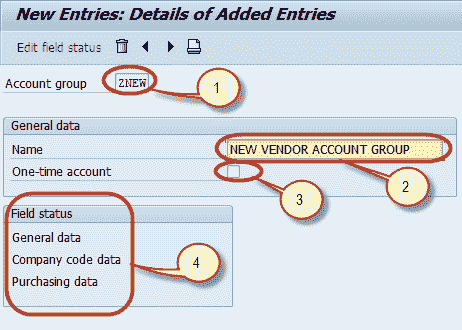 New Entries: Details of Added Entries
Edit field status
Account group ZNEW
1
General data
Name NEW VENDOR ACCOUNT GROUP
One-time account
2
3
Field status
General data
Company code data
Purchasing data
4